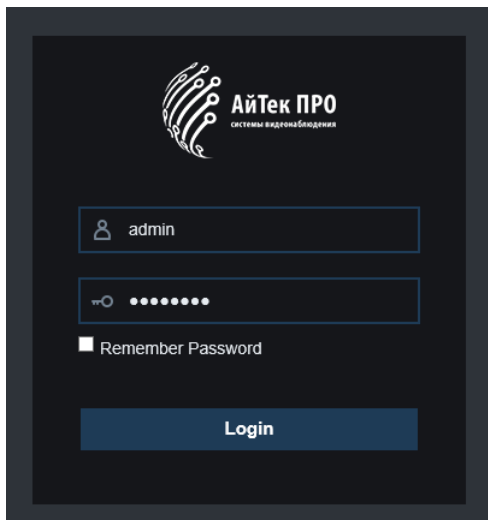 АйТек ПРО
системы видеонаблюдения
admin
••••••••
Remember Password
Login